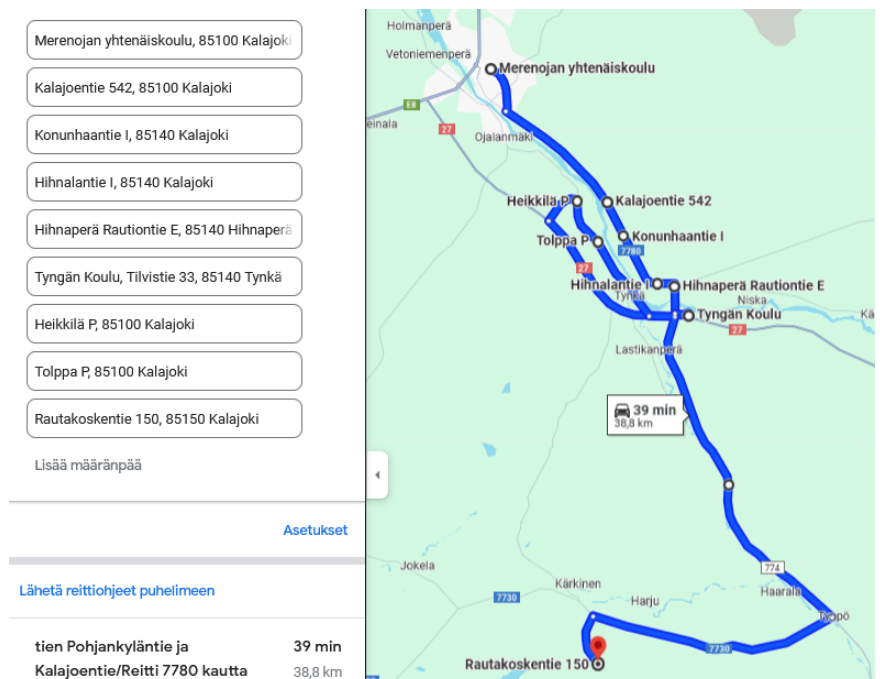 Merenojan yhtenäiskoulu, 85100 Kalajoki
Kalajoentie 542, 85100 Kalajoki
Konunhaantie I, 85140 Kalajoki
Hihnalantie I, 85140 Kalajoki
Hihnaperä Rautiontie E, 85140 Hihnaperä
Tyngän Koulu, Tilvistie 33, 85140 Tynkä
Heikkilä P, 85100 Kalajoki
Tolppa P, 85100 Kalajoki
Rautakoskentie 150, 85150 Kalajoki
Lisää määränpää
Asetukset
Lähetä reittiohjeet puhelimeen
tien Pohjankyläntie ja
Kalajoentie/Reitti 7780 kautta
39 min
38,8 km
Holmanperä
Vetoniemenperä
Merenojan yhtenäiskoulu
E8
27
einala
Ojalanmäki
Heikkilä P
Kalajoentie 542
Tolppa P
Konunhaantie I
7780
27
Hihnalantie I
Hihnaperä Rautiontie E
Tynkä
Niska
Tyngän Koulu
Kä
27
Lastikanperä
39 min
38,8 km
Jokela
774
Kärkinen
Haarala
7730
Harju
Typpö
7730
Rautakoskentie 150